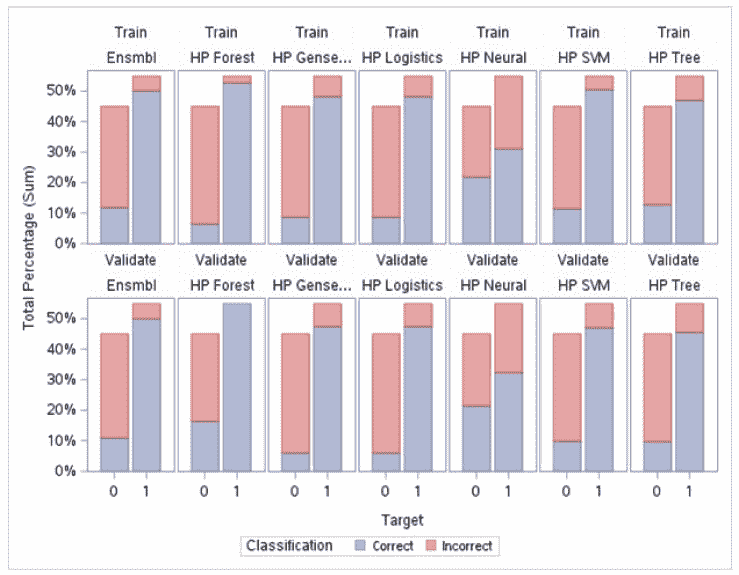 Train Train Train Train Train Train Train
Ensmbl HP Forest HP Gense... HP Logistics HP Neural HP SVM HP Tree
50%
40%
30%
20%
10%
0%
Validate Validate Validate Validate Validate Validate Validate
Ensmbl HP Forest HP Gense... HP Logistics HP Neural HP SVM HP Tree
50%
40%
30%
20%
10%
0%
Total Percentage (Sum)
0 1 0 1 0 1 0 1 0 1 0 1 0 1
Target
Classification Correct Incorrect